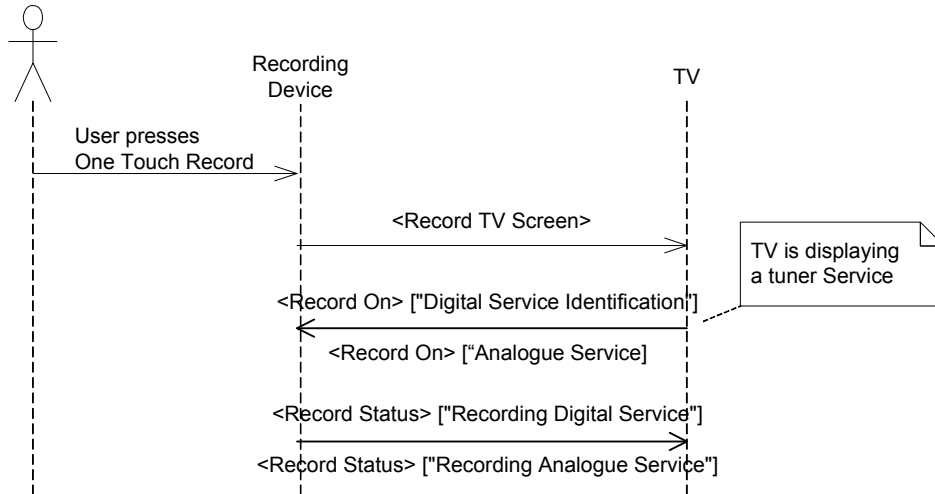 Recording
Device
TV
User presses
One Touch Record
<Record TV Screen>
TV is displaying
a tuner Service
<Record On> ["Digital Service Identification"]
<Record On> [“Analogue Service]
<Record Status> ["Recording Digital Service"]
<Record Status> ["Recording Analogue Service"]